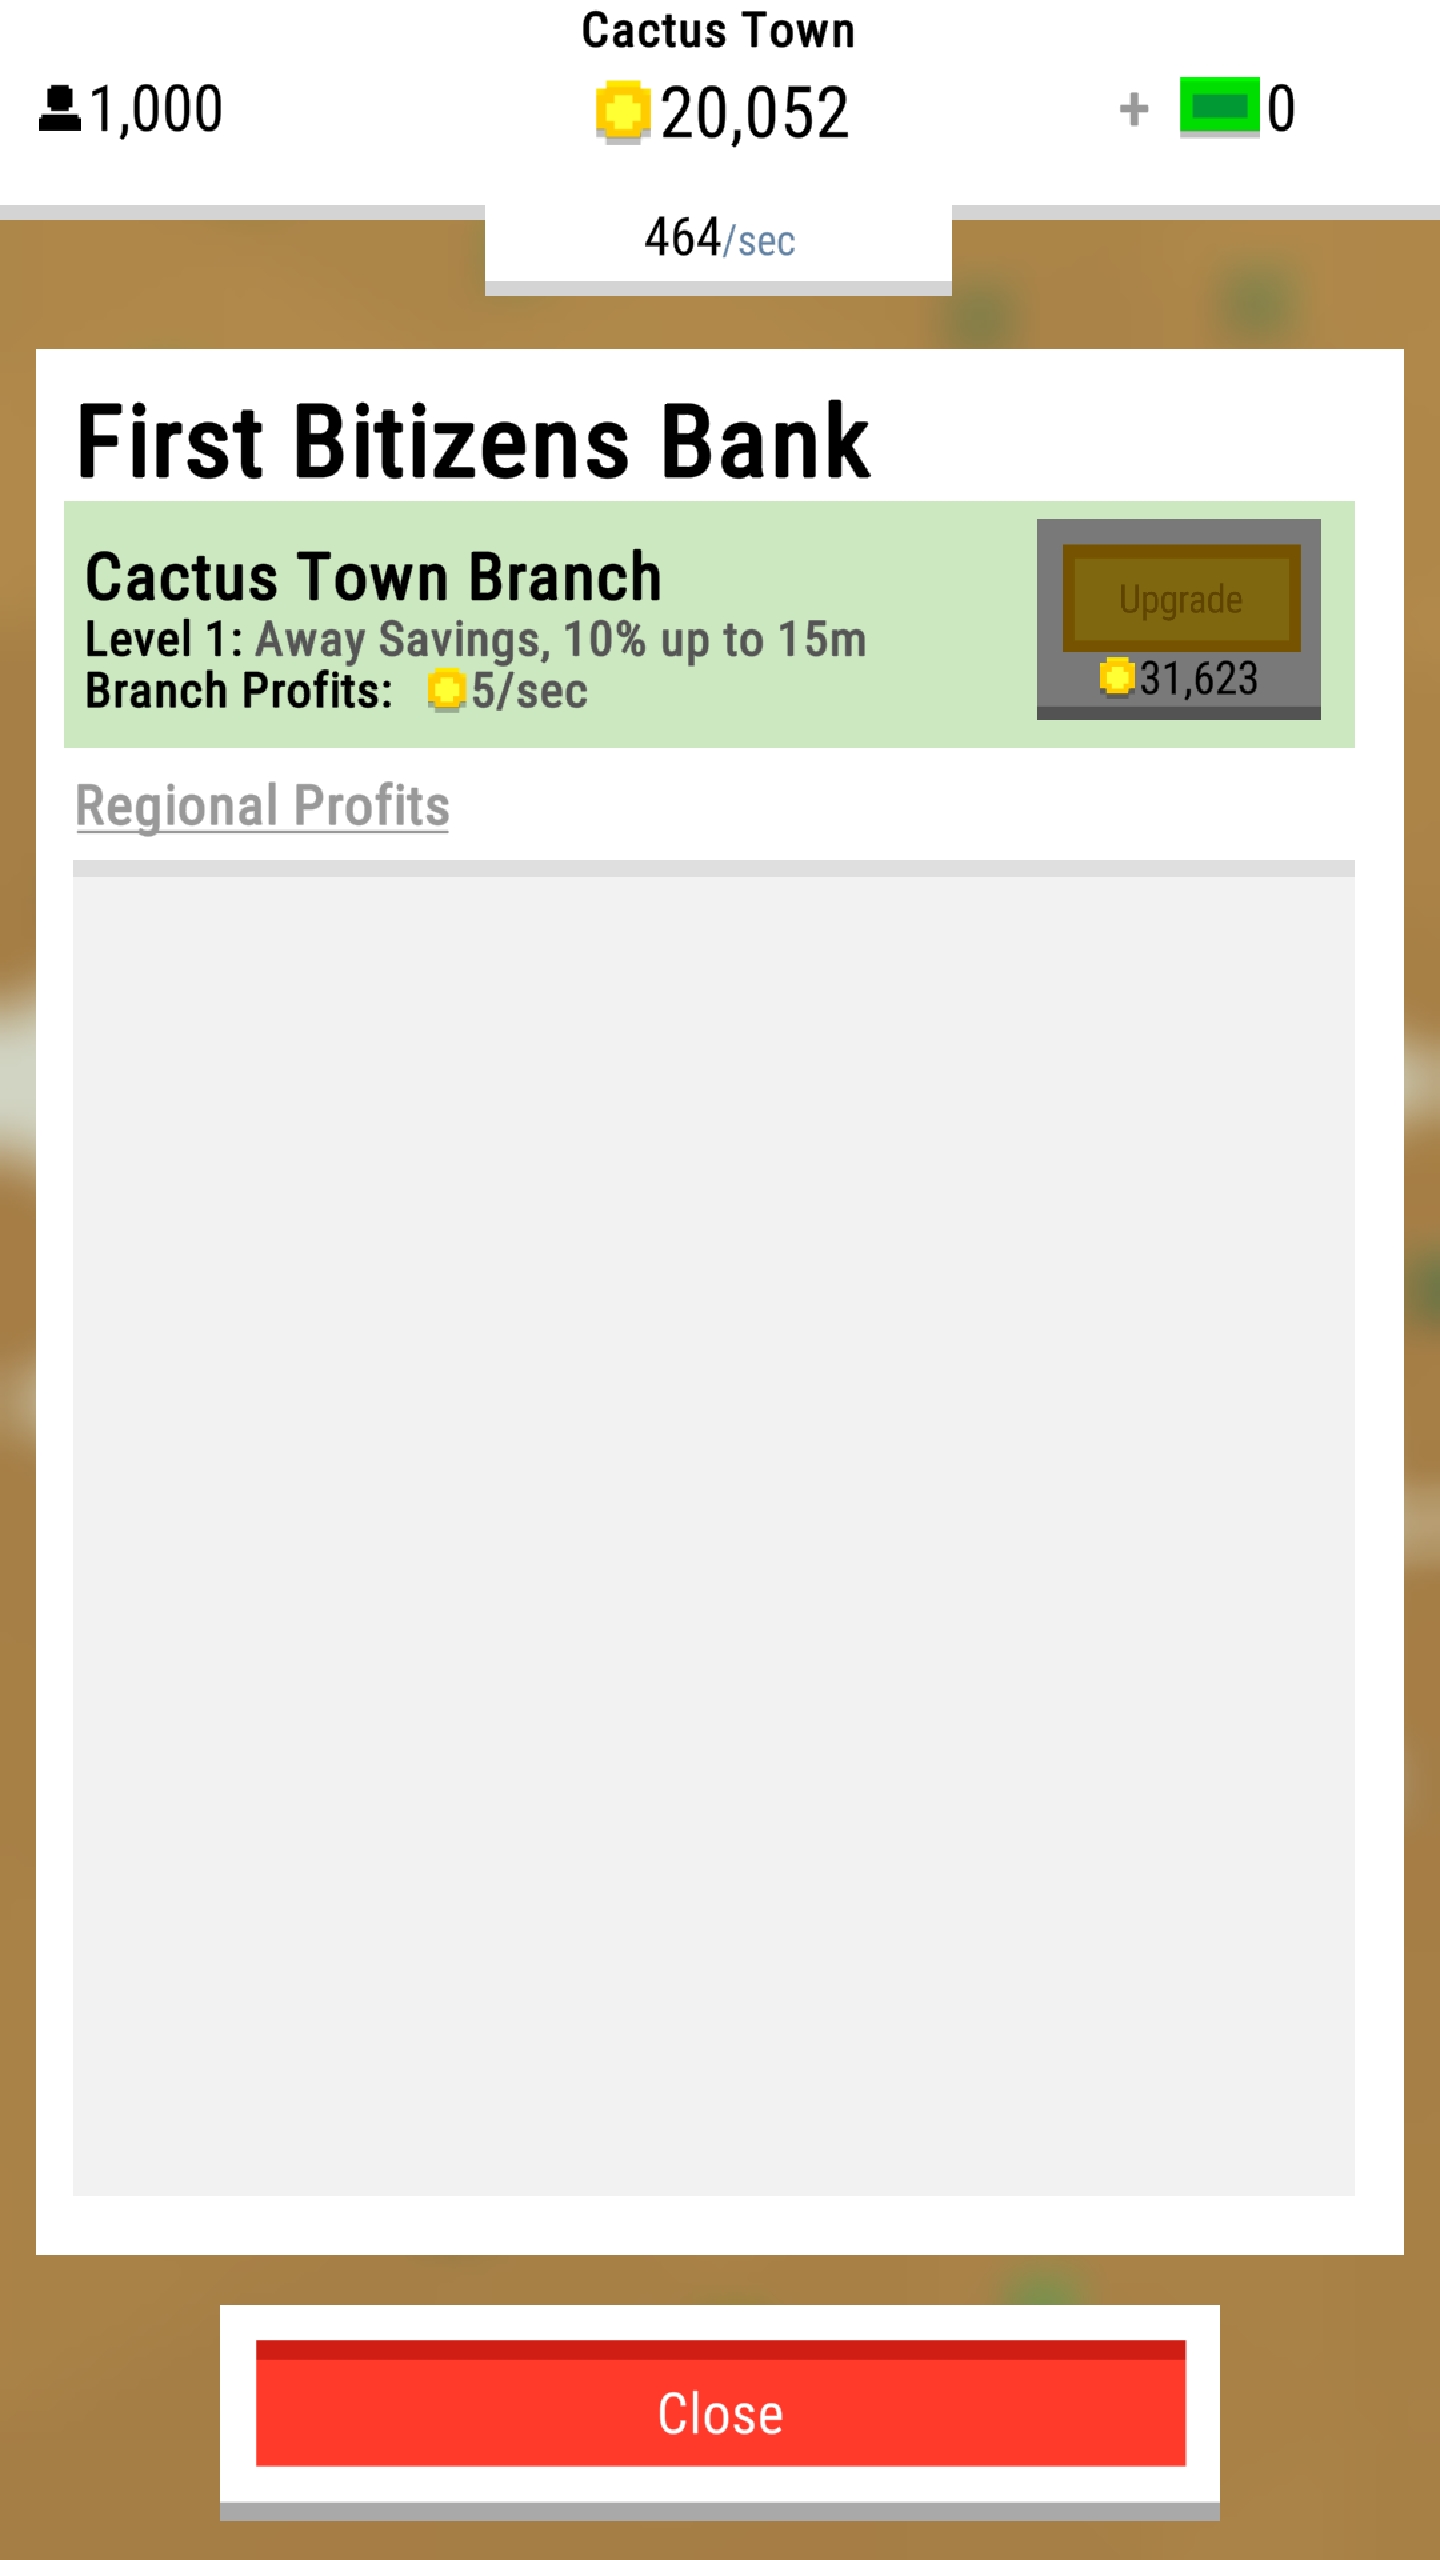 Cactus Town
1,000
20,052
+ 0
464/sec
First Bitizens Bank
Cactus Town Branch
Level 1: Away Savings, 10% up to 15m
Branch Profits: 5/sec
Upgrade
31,623
Regional Profits
Close